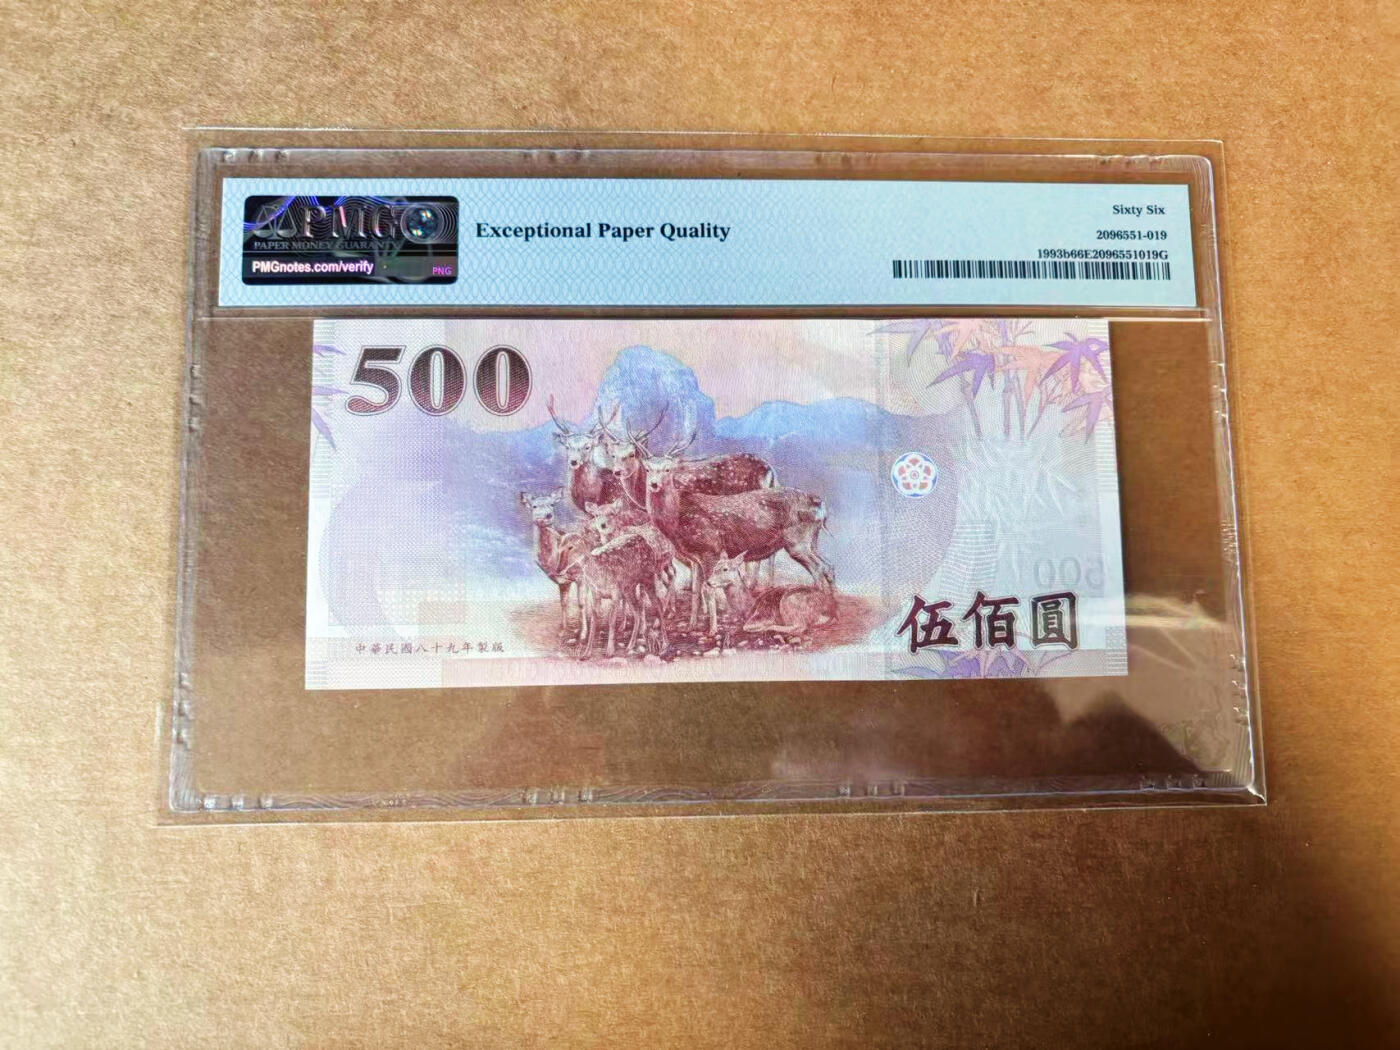 PMG
PAPER MONEY GUARANTY
PMGnotes.com/verify
PNG
Exceptional Paper Quality
Sixty Six
2096551-019
1993b66E2096551019G
500
500
伍佰圓
中華民國八十九年製版